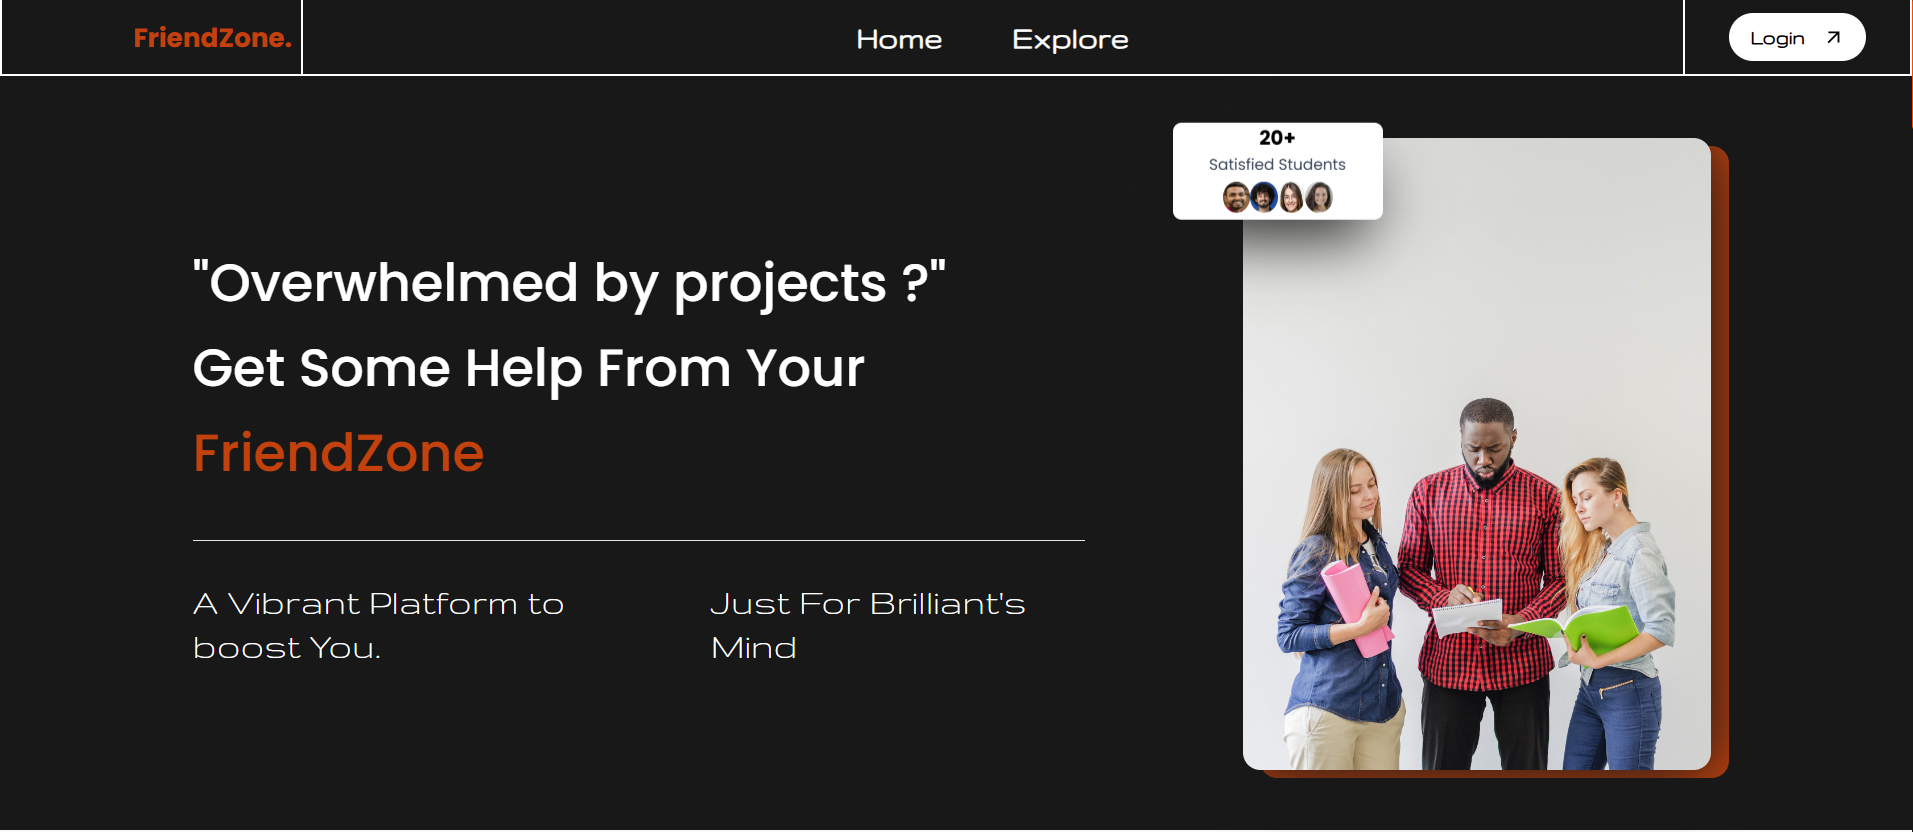 FriendZone.
Home
Explore
Login
20+
Satisfied Students
"Overwhelmed by projects ?"
Get Some Help From Your
FriendZone
A Vibrant Platform to
boost You.
Just For Brilliant's
Mind